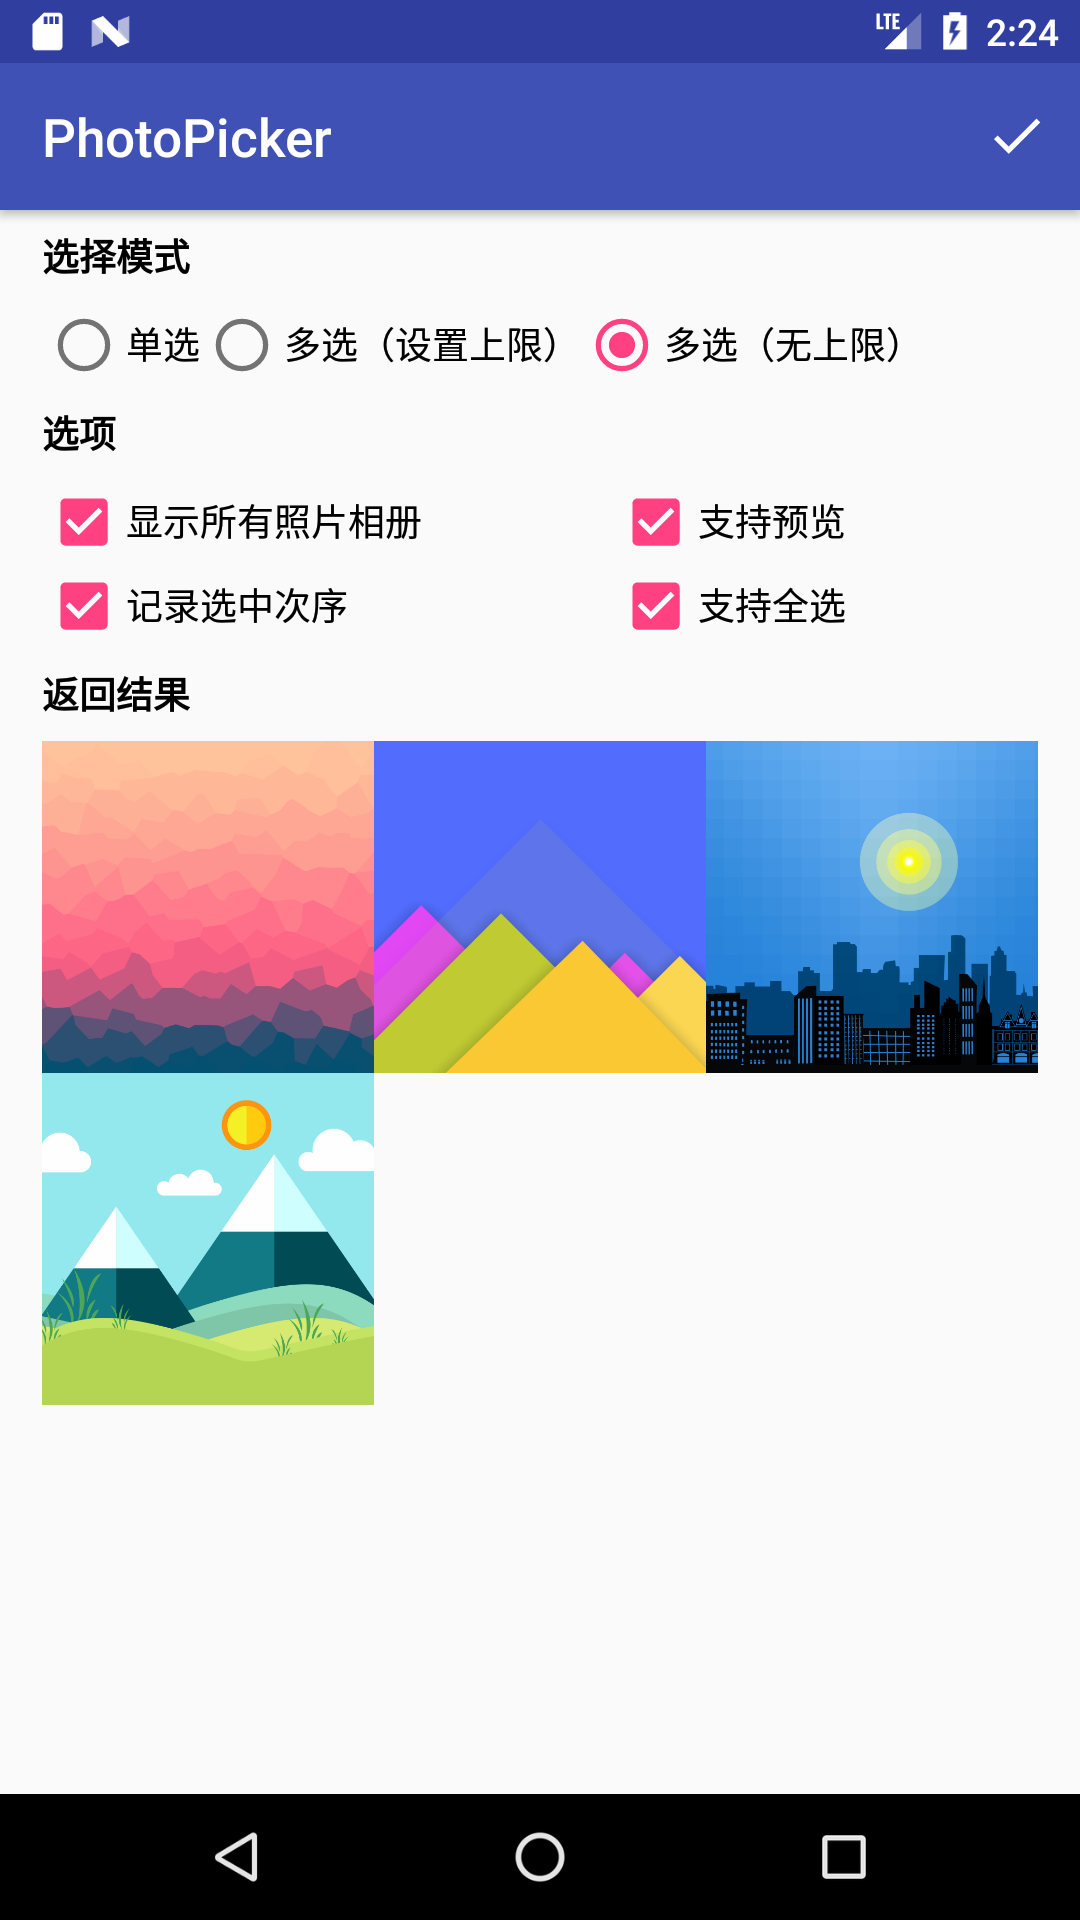 LTE 2:24
PhotoPicker
选择模式
单选 多选（设置上限） 多选（无上限）
选项
显示所有照片相册 支持预览
记录选中次序 支持全选
返回结果